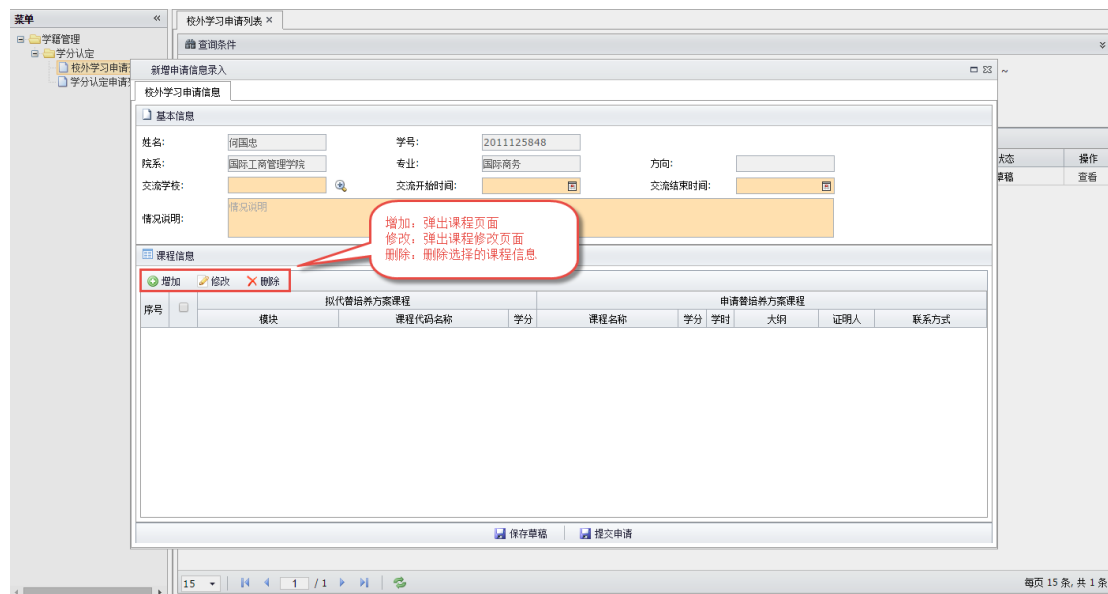 菜单 «
校外学习申请列表 ×
学籍管理
查询条件
学分认定
校外学习申请
新增申请信息录入
~
学分认定申请
校外学习申请信息
基本信息
姓名: 何国忠 学号: 2011125848
院系: 国际工商管理学院 专业: 国际商务 方向:
状态 操作
草稿 查看
交流学校: 交流开始时间: 交流结束时间:
情况说明: 情况说明
增加：弹出课程页面
修改：弹出课程修改页面
删除：删除选择的课程信息
课程信息
增加 修改 删除
序号 拟代替培养方案课程 申请替培养方案课程
模块 课程代码名称 学分 课程名称 学分 学时 大纲 证明人 联系方式
保存草稿 提交申请
15 1 / 1 每页 15 条, 共 1 条